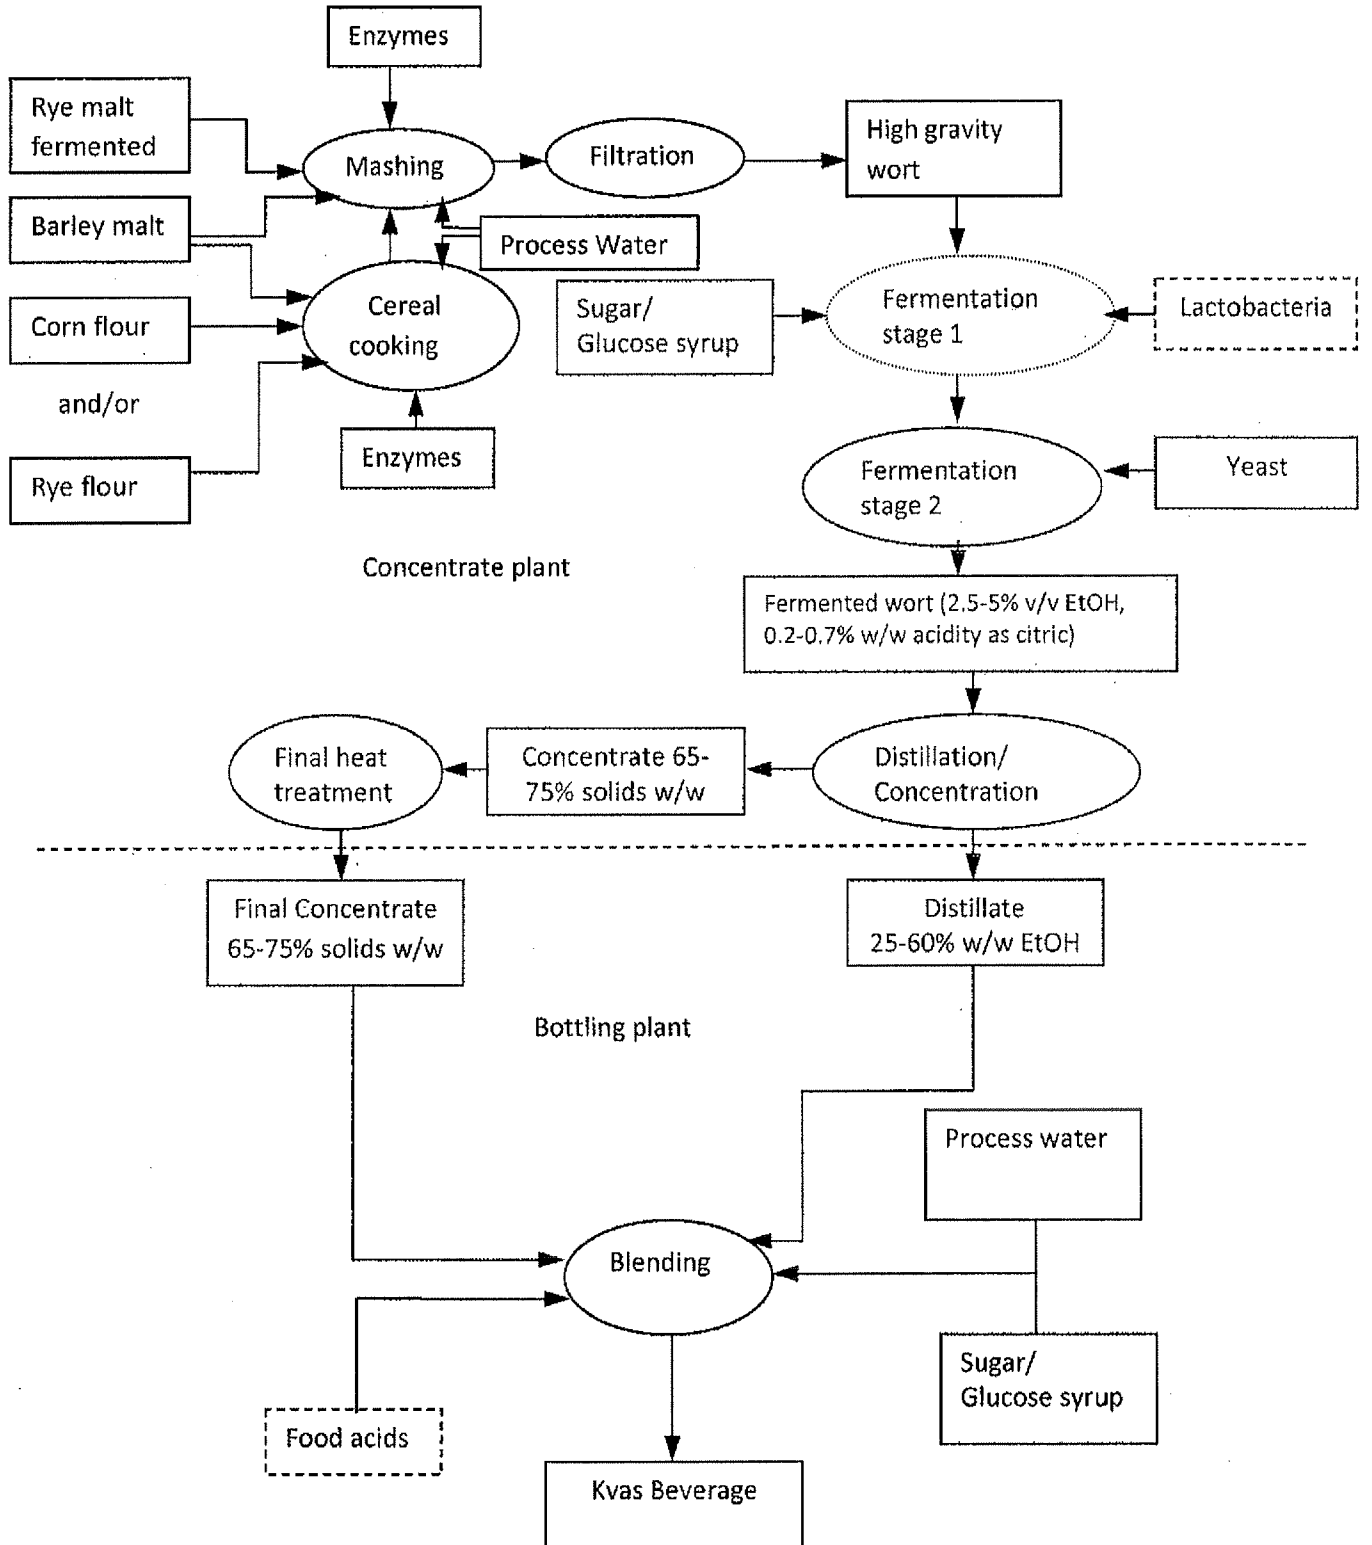 Enzymes
Rye malt
fermented
Mashing
Filtration
High gravity
wort
Barley malt
Process Water
Corn flour
Cereal
cooking
Sugar/
Glucose syrup
Fermentation
stage 1
Lactobacteria
and/or
Rye flour
Enzymes
Fermentation
stage 2
Yeast
Concentrate plant
Fermented wort (2.5-5% v/v EtOH,
0.2-0.7% w/w acidity as citric)
Final heat
treatment
Concentrate 65-
75% solids w/w
Distillation/
Concentration
Final Concentrate
65-75% solids w/w
Distillate
25-60% w/w EtOH
Bottling plant
Process water
Blending
Sugar/
Glucose syrup
Food acids
Kvas Beverage